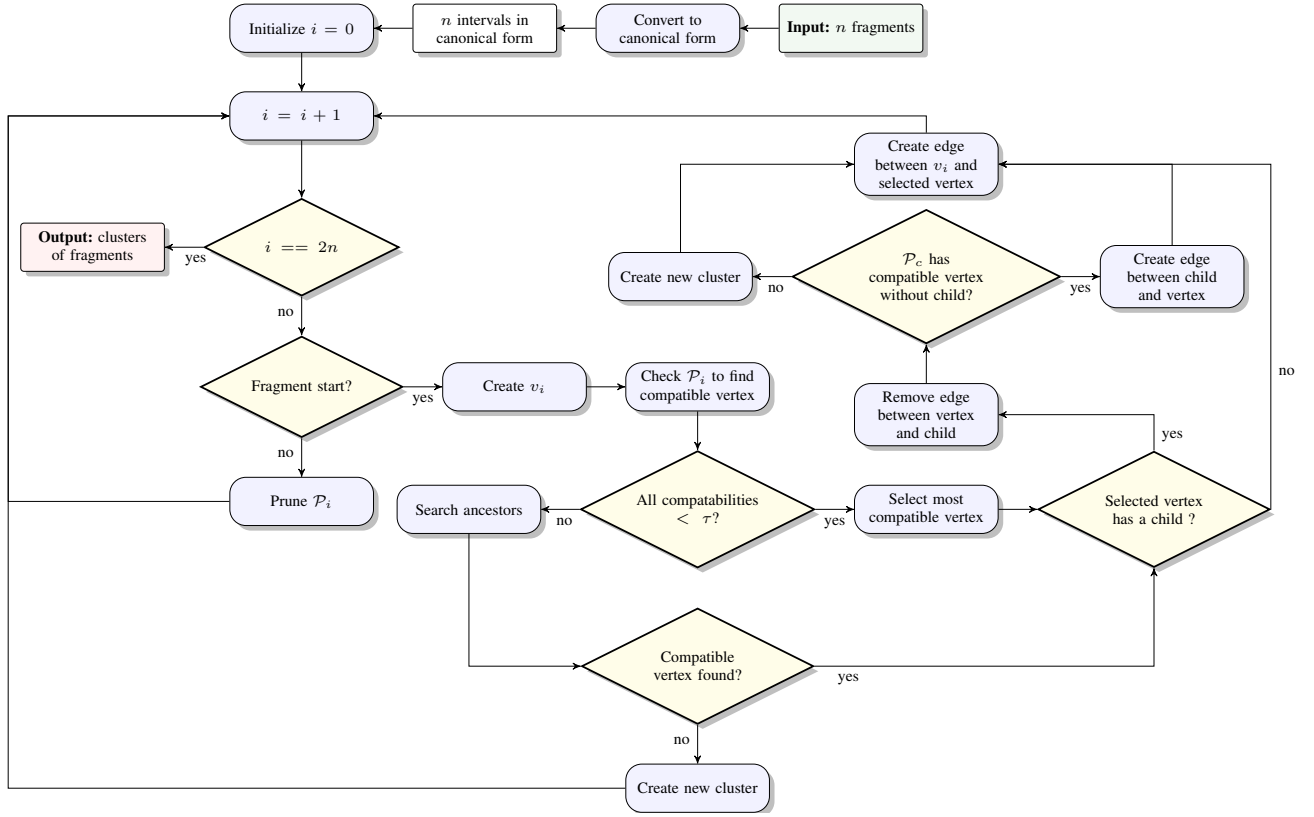 Initialize i = 0
n intervals in
canonical form
Convert to
canonical form
Input: n fragments
i = i + 1
Create edge
between v_i and
selected vertex
i == 2n
yes
Output: clusters
of fragments
no
Create new cluster
no
P_c has
compatible vertex
without child?
yes
Create edge
between child
and vertex
Fragment start?
yes
Create v_i
Check P_i to find
compatible vertex
Remove edge
between vertex
and child
no
no
Prune P_i
Search ancestors
no
All compatabilities
< τ?
yes
Select most
compatible vertex
yes
Selected vertex
has a child ?
Compatible
vertex found?
yes
no
Create new cluster